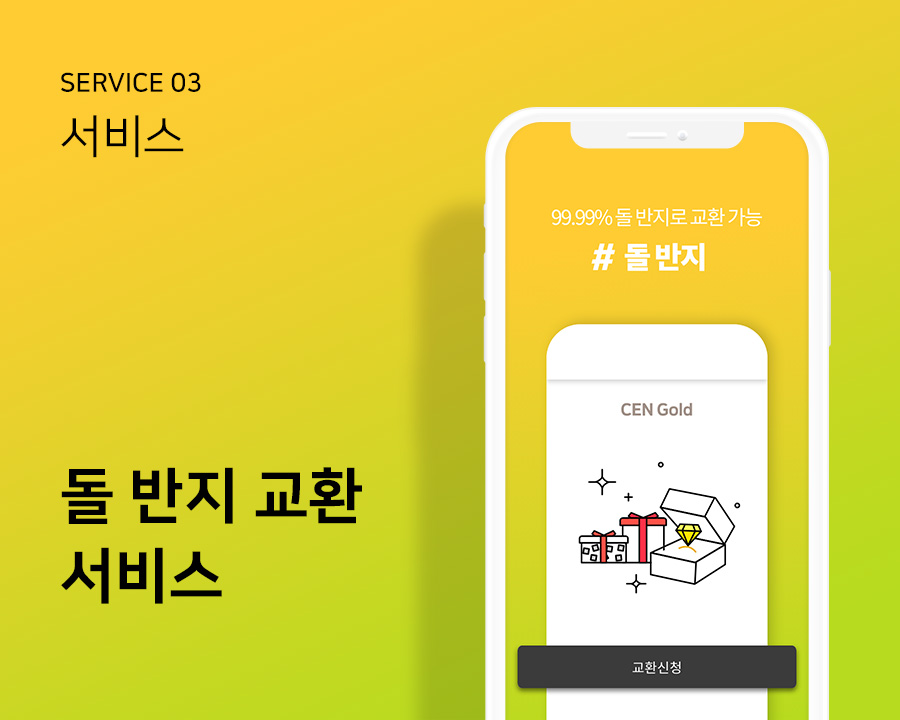 SERVICE 03
서비스
돌 반지 교환
서비스
99.99% 돌 반지로 교환 가능
# 돌 반지
CEN Gold
교환신청